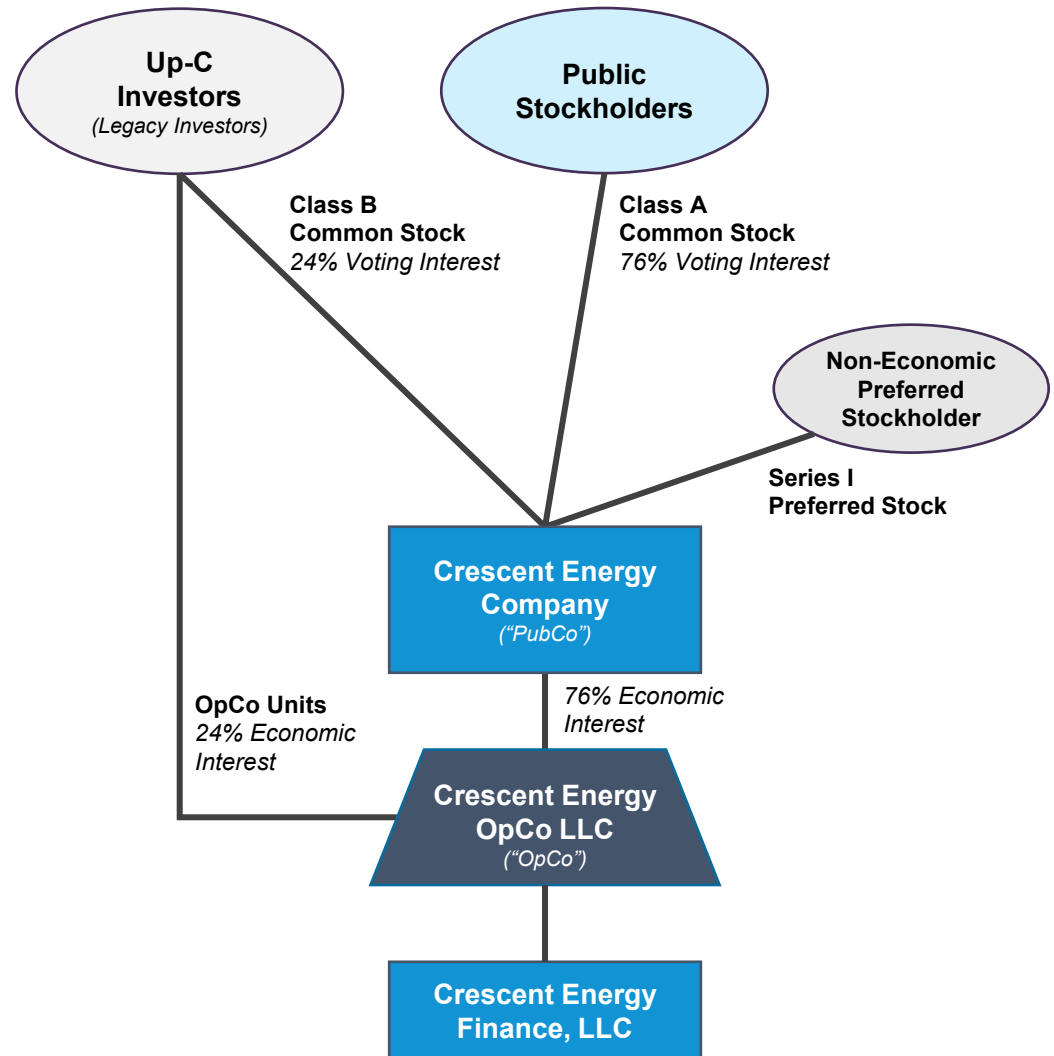 Up-C
Investors
(Legacy Investors)
Public
Stockholders
Class B
Common Stock
24% Voting Interest
Class A
Common Stock
76% Voting Interest
Non-Economic
Preferred
Stockholder
Series I
Preferred Stock
Crescent Energy
Company
(“PubCo”)
OpCo Units
24% Economic
Interest
76% Economic
Interest
Crescent Energy
OpCo LLC
(“OpCo”)
Crescent Energy
Finance, LLC